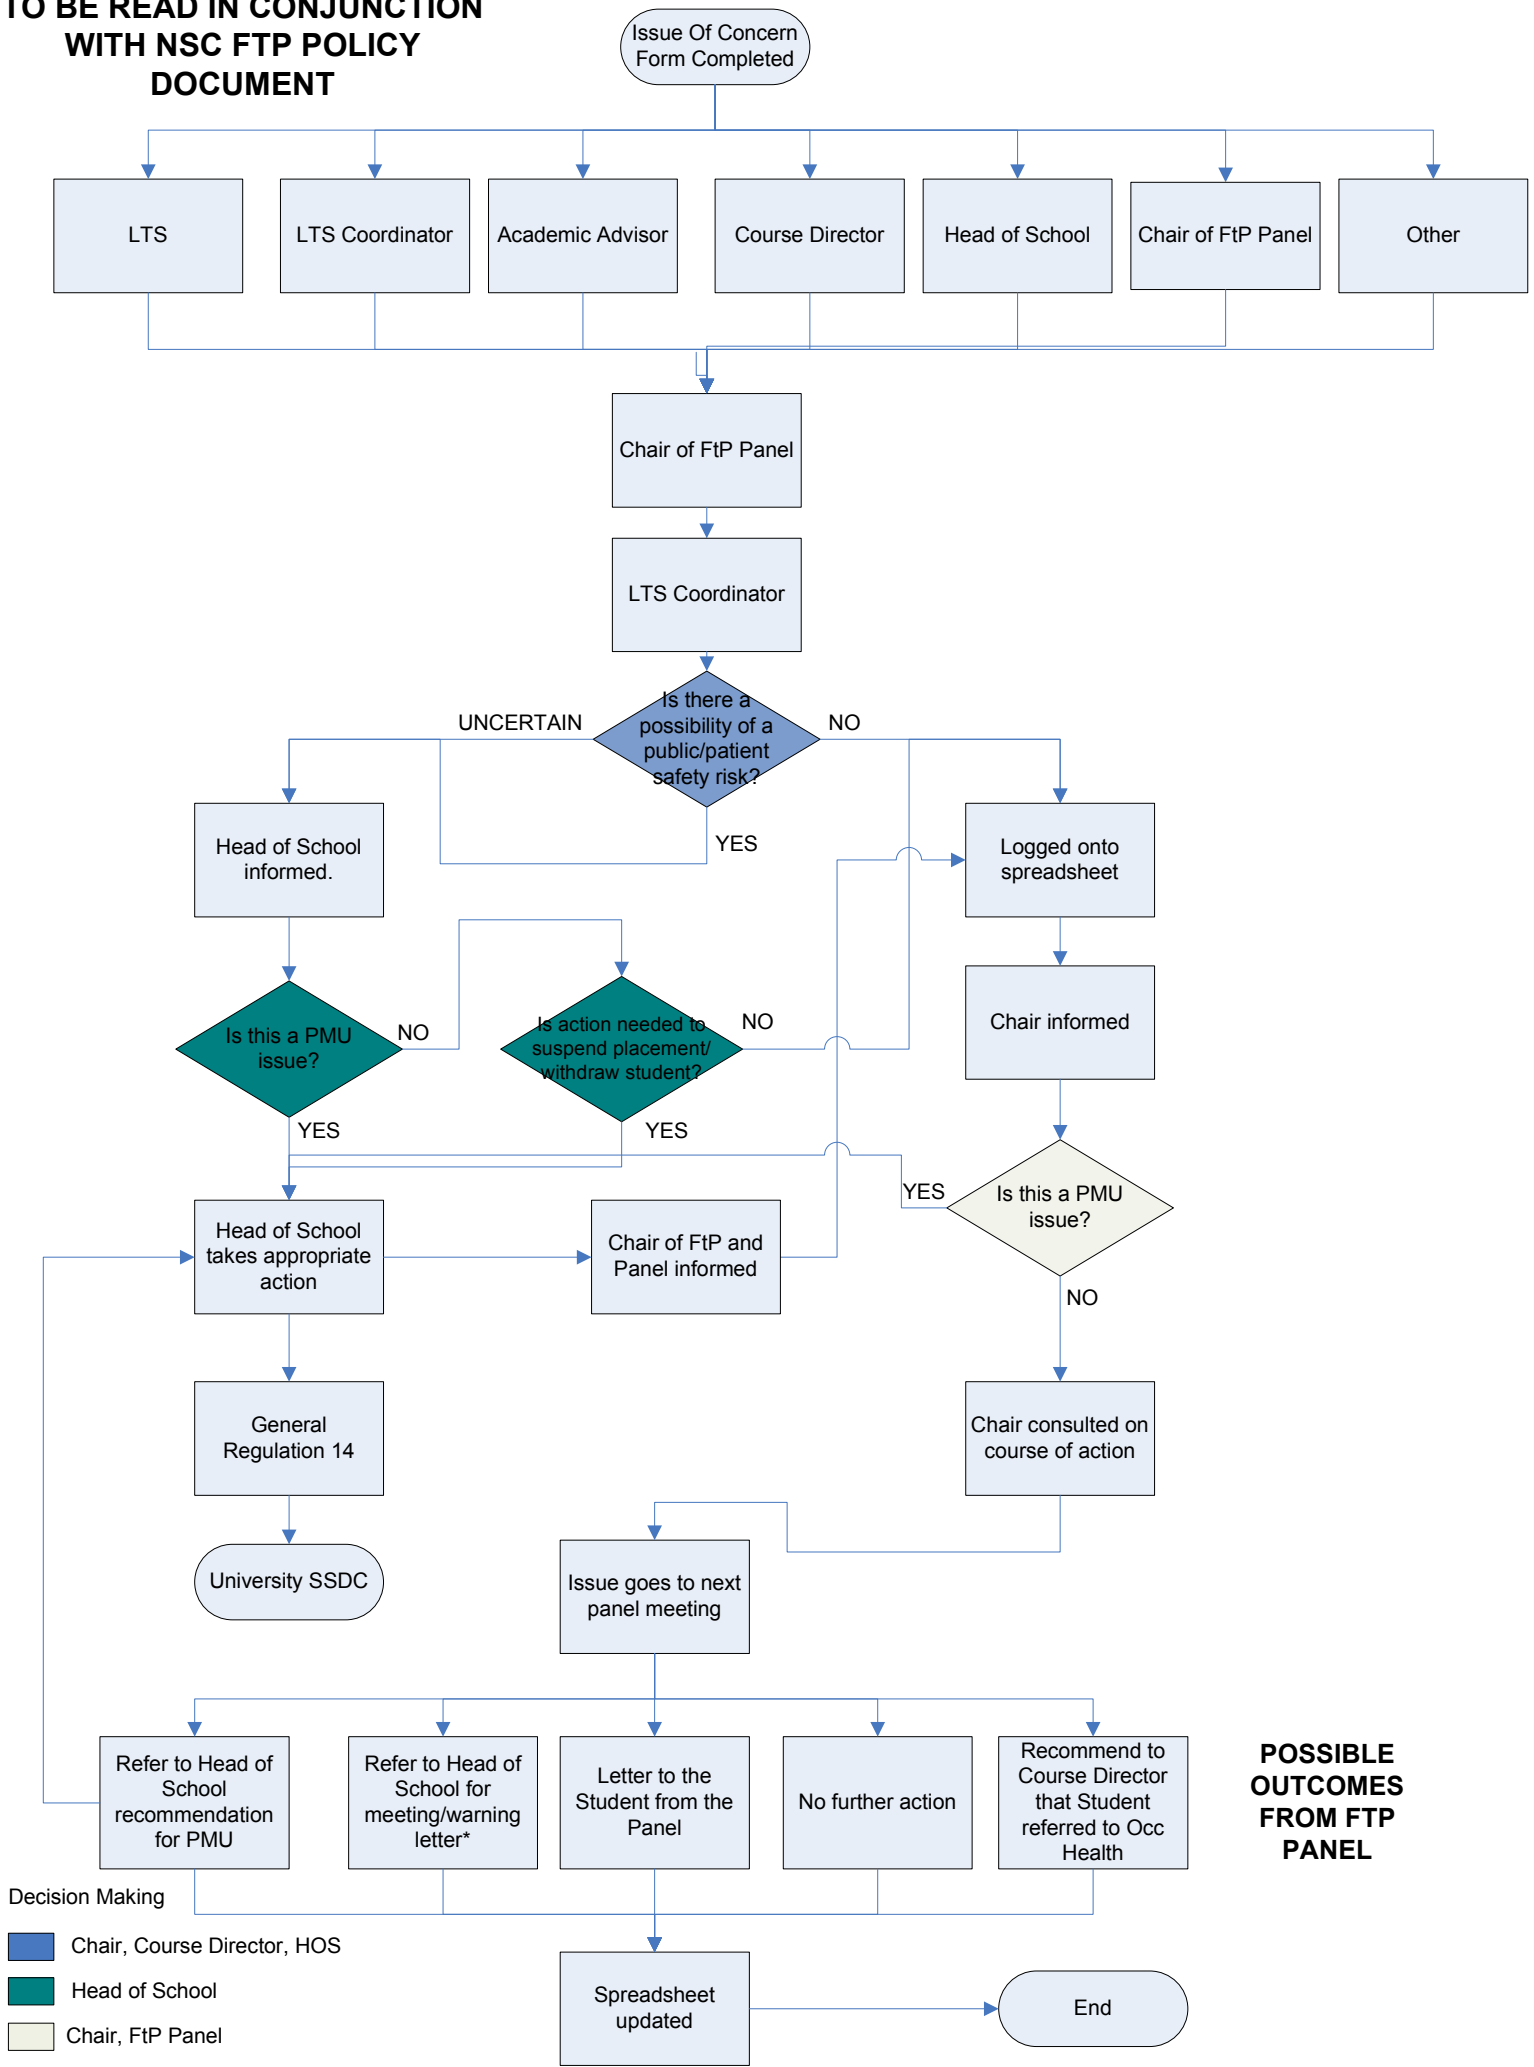 TO BE READ IN CONJUNCTION
WITH NSC FTP POLICY
DOCUMENT
Issue Of Concern
Form Completed
LTS
LTS Coordinator
Academic Advisor
Course Director
Head of School
Chair of FtP Panel
Other
Chair of FtP Panel
LTS Coordinator
Is there a
possibility of a
public/patient
safety risk?
UNCERTAIN
NO
YES
Head of School
informed.
Logged onto
spreadsheet
Is this a PMU
issue?
NO
YES
Is action needed to
suspend placement/
withdraw student?
NO
YES
Chair informed
Is this a PMU
issue?
YES
NO
Head of School
takes appropriate
action
Chair of FtP and
Panel informed
General
Regulation 14
Chair consulted on
course of action
University SSDC
Issue goes to next
panel meeting
Refer to Head of
School
recommendation
for PMU
Refer to Head of
School for
meeting/warning
letter*
Letter to the
Student from the
Panel
No further action
Recommend to
Course Director
that Student
referred to Occ
Health
POSSIBLE
OUTCOMES
FROM FTP
PANEL
Decision Making
Chair, Course Director, HOS
Head of School
Chair, FtP Panel
Spreadsheet
updated
End